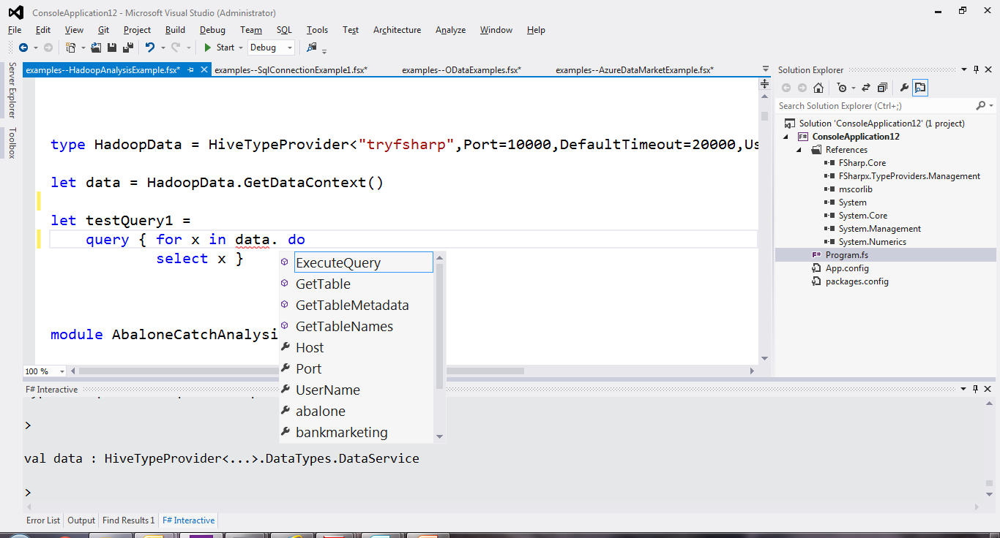 ConsoleApplication12 - Microsoft Visual Studio (Administrator)
File Edit View Git Project Build Debug Team SQL Tools Test Architecture Analyze Window Help
Start Debug
Server Explorer
Toolbox
examples--HadoopAnalysisExample.fsx* examples--SqlConnectionExample1.fsx* examples--ODataExamples.fsx* examples--AzureDataMarketExample.fsx*
type HadoopData = HiveTypeProvider<"tryfsharp",Port=10000,DefaultTimeout=20000,Us
let data = HadoopData.GetDataContext()
let testQuery1 =
query { for x in data. do
select x }
ExecuteQuery
GetTable
GetTableMetadata
GetTableNames
Host
Port
UserName
abalone
bankmarketing
module AbaloneCatchAnalysi
100 %
Solution Explorer
Search Solution Explorer (Ctrl+;)
Solution 'ConsoleApplication12' (1 project)
F# ConsoleApplication12
References
FSharp.Core
FSharpx.TypeProviders.Management
mscorlib
System
System.Core
System.Management
System.Numerics
F# Program.fs
App.config
packages.config
F# Interactive
>
val data : HiveTypeProvider<...>.DataTypes.DataService
>
Error List Output Find Results 1 F# Interactive